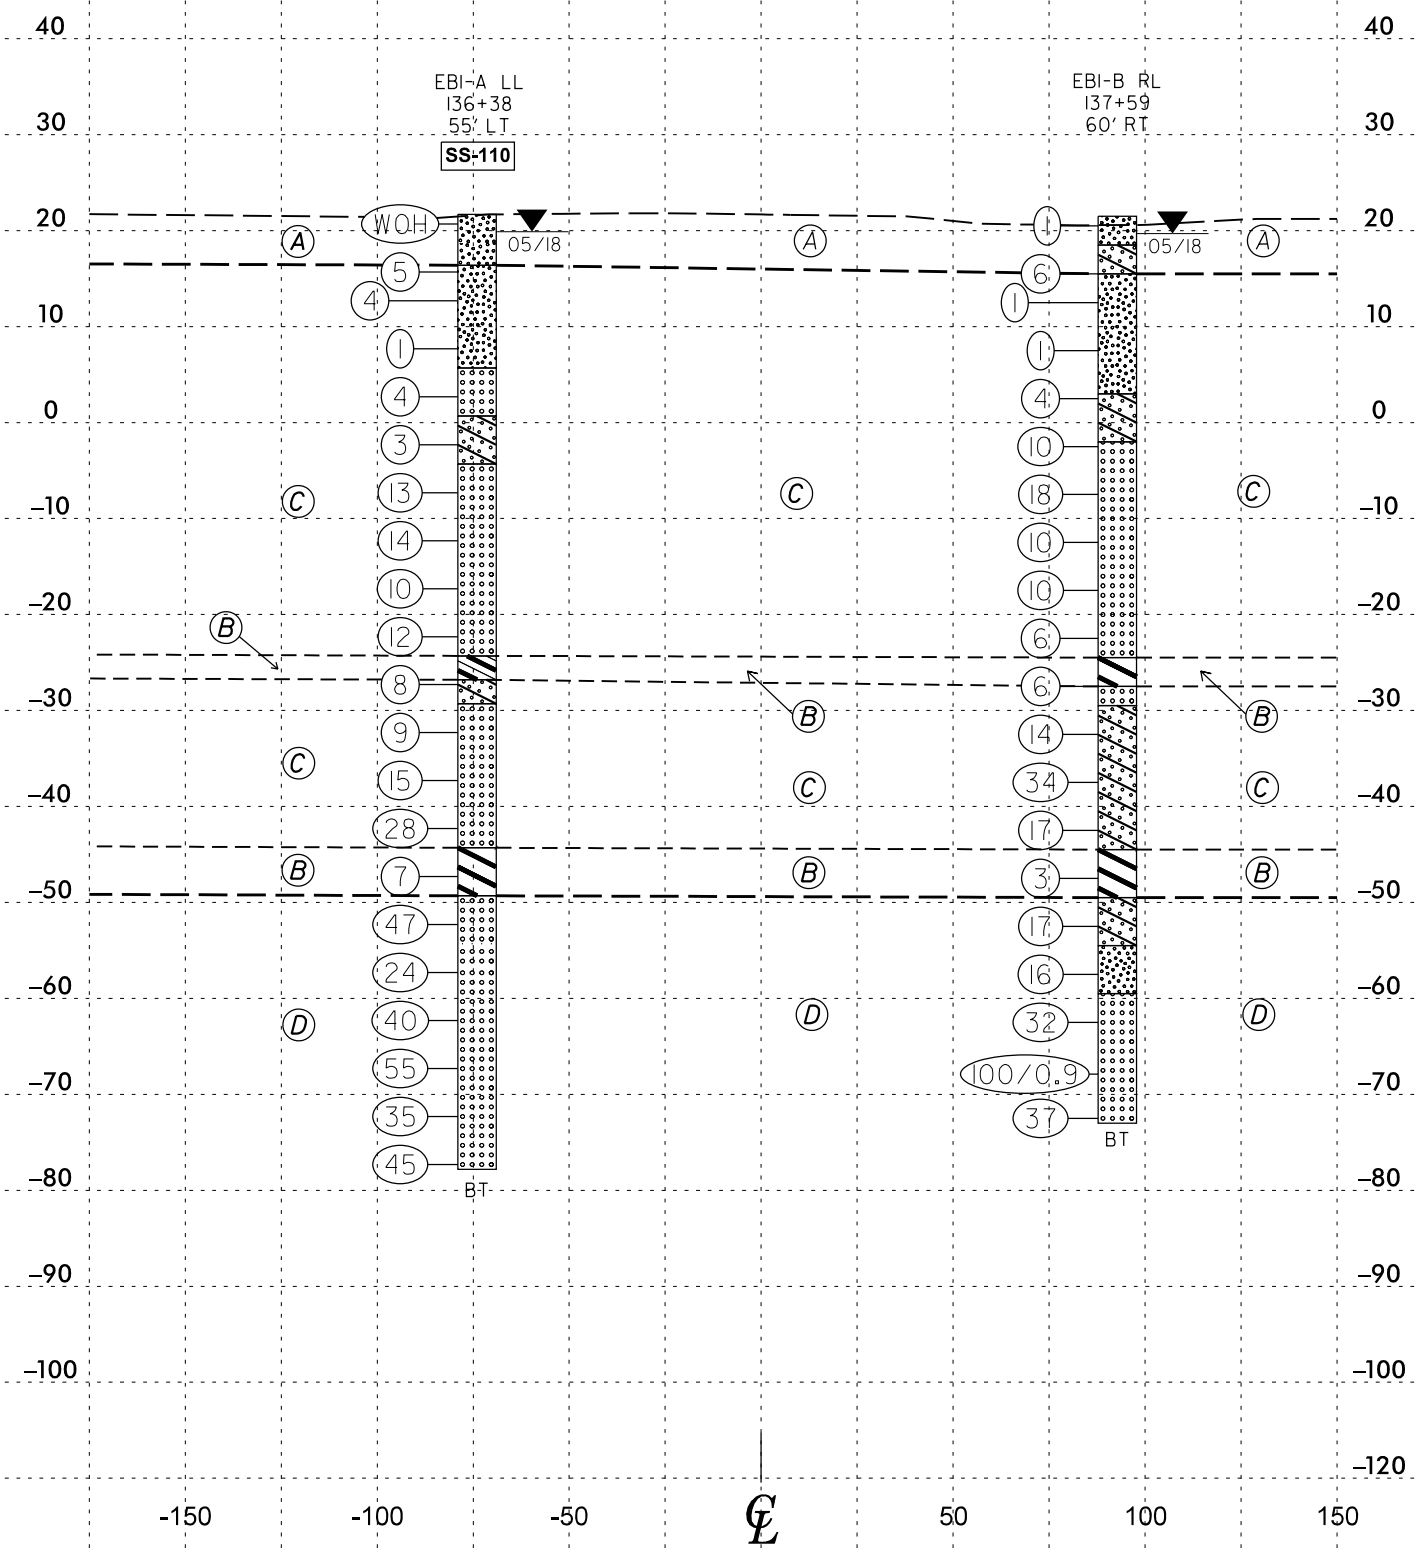 40 40
EBI-A LL EBI-B RL
136+38 137+59
55' LT 60' RT
30 30
SS-110
20 WOH 1 20
A 05/18 A 05/18 A
5 6
4 1
10 10
1 1
4 4
0 0
3 10
C 13 C 18 C
-10 -10
14 10
10 10
-20 -20
B 12 6
8 6
-30 -30
B B
9 14
C 15 C 34 C
-40 -40
28 17
B 7 B 3 B
-50 -50
47 17
24 16
-60 -60
D 40 D 32 D
55 100/0.9
-70 -70
35 37
BT
45
-80 -80
BT
-90 -90
-100 -100
-120 -120
-150 -100 -50 ℄ 50 100 150